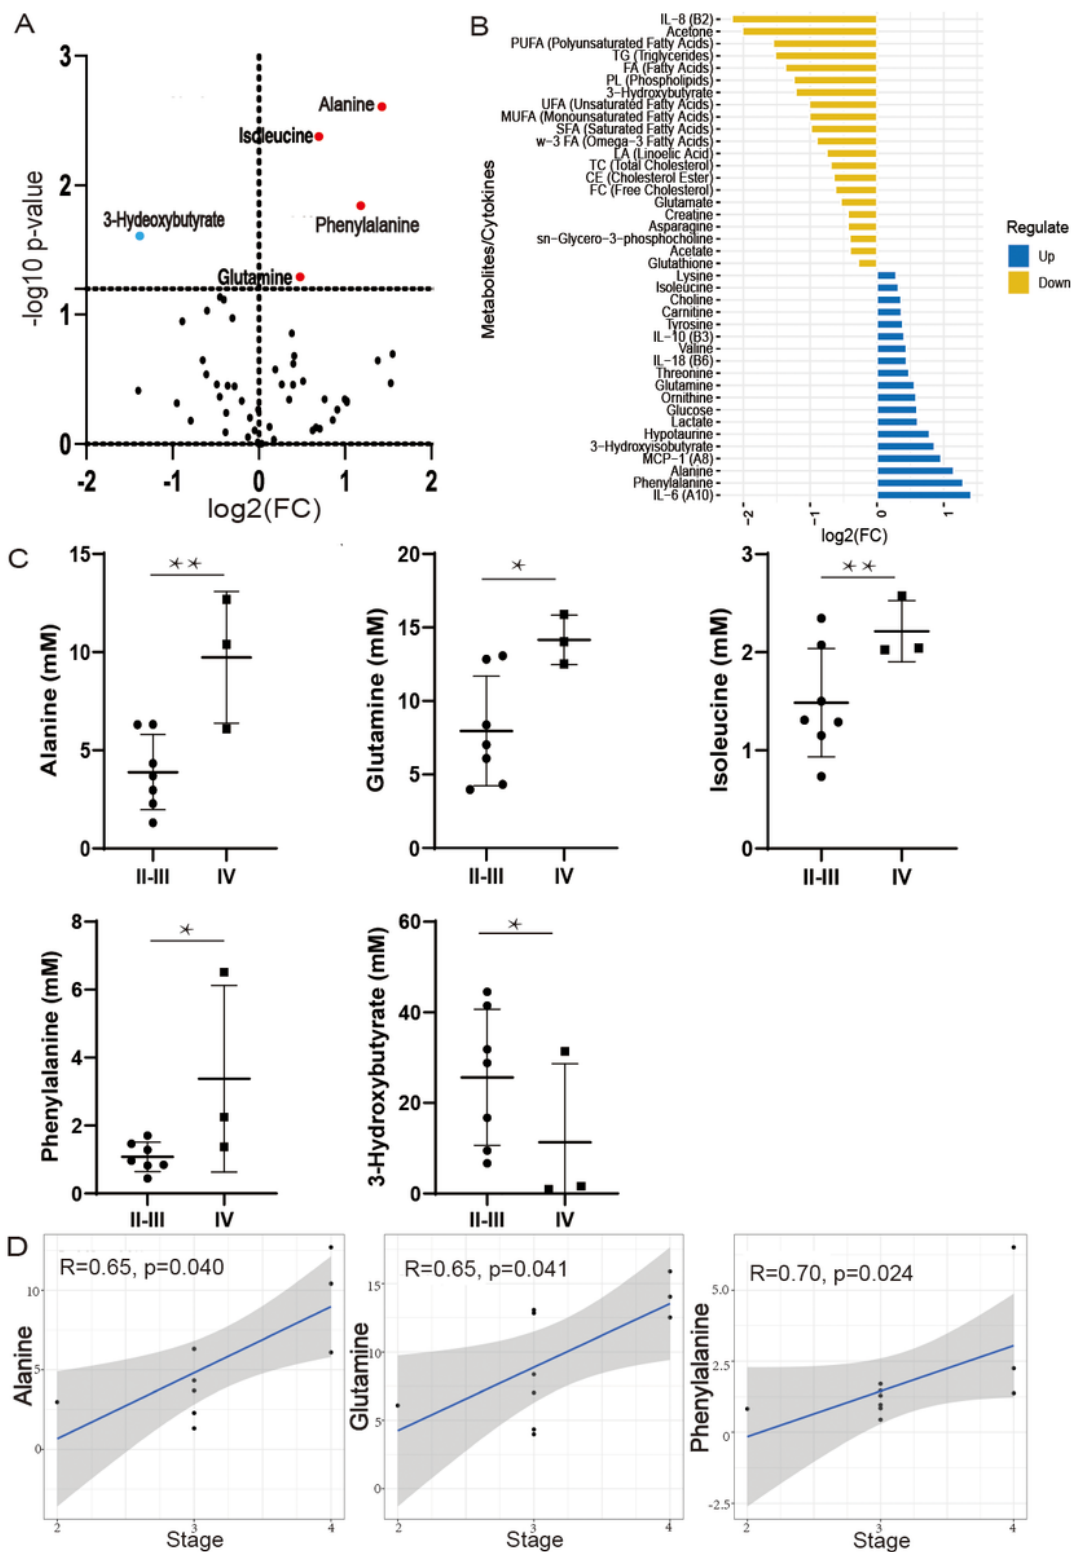 A
3
2
1
0
-log10 p-value
Alanine
Isoleucine
Phenylalanine
3-Hydeoxybutyrate
Glutamine
-2
-1
0
1
2
log2(FC)
B
Metabolites/Cytokines
IL-8 (B2)
Acetone
PUFA (Polyunsaturated Fatty Acids)
TG (Triglycerides)
FA (Fatty Acids)
PL (Phospholipids)
3-Hydroxybutyrate
UFA (Unsaturated Fatty Acids)
MUFA (Monounsaturated Fatty Acids)
SFA (Saturated Fatty Acids)
w-3 FA (Omega-3 Fatty Acids)
LA (Linoelic Acid)
TC (Total Cholesterol)
CE (Cholesterol Ester)
FC (Free Cholesterol)
Glutamate
Creatine
Asparagine
sn-Glycero-3-phosphocholine
Acetate
Glutathione
Lysine
Isoleucine
Choline
Carnitine
Tyrosine
IL-10 (B3)
Valine
IL-18 (B6)
Threonine
Glutamine
Ornithine
Glucose
Lactate
Hypotaurine
3-Hydroxyisobutyrate
MCP-1 (A8)
Alanine
Phenylalanine
IL-6 (A10)
-2
-1
0
1
log2(FC)
Regulate
Up
Down
C
Alanine (mM)
15
10
5
0
**
II-III
IV
Glutamine (mM)
20
15
10
5
0
*
II-III
IV
Isoleucine (mM)
3
2
1
0
**
II-III
IV
Phenylalanine (mM)
8
6
4
2
0
*
II-III
IV
3-Hydroxybutyrate (mM)
60
40
20
0
*
II-III
IV
D
R=0.65, p=0.040
Alanine
10
5
0
2
3
4
Stage
R=0.65, p=0.041
Glutamine
15
10
5
0
2
3
4
Stage
R=0.70, p=0.024
Phenylalanine
5.0
2.5
0
-2.5
2
3
4
Stage